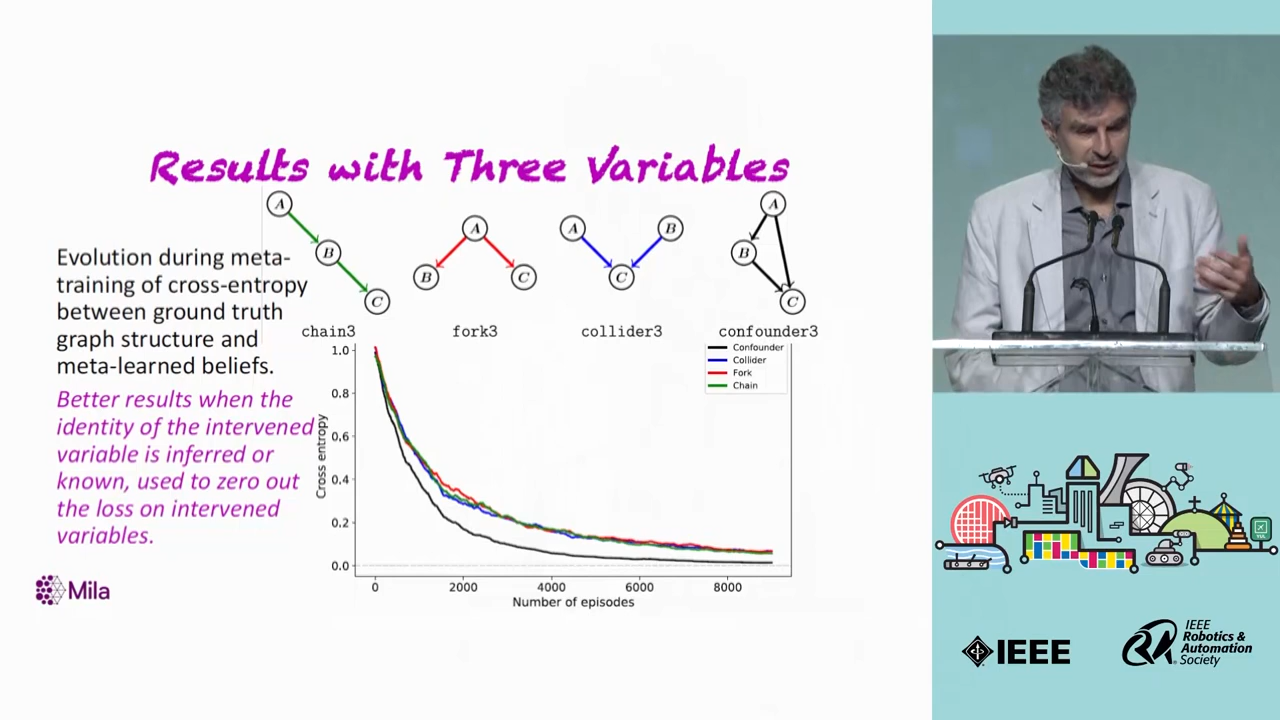 Results with Three Variables
A
B
C
A
B
C
A
B
C
A
B
C
chain3
fork3
collider3
confounder3
Evolution during meta-
training of cross-entropy
between ground truth
graph structure and
meta-learned beliefs.
Better results when the
identity of the intervened
variable is inferred or
known, used to zero out
the loss on intervened
variables.
Confounder
Collider
Fork
Chain
Cross entropy
1.0
0.8
0.6
0.4
0.2
0.0
0
2000
4000
6000
8000
Number of episodes
Mila
YUL
IEEE
IEEE
Robotics &
Automation
Society